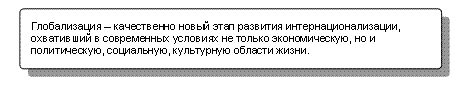 Глобализация – качественно новый этап развития интернационализации,
охвативший в современных условиях не только экономическую, но и
политическую, социальную, культурную области жизни.